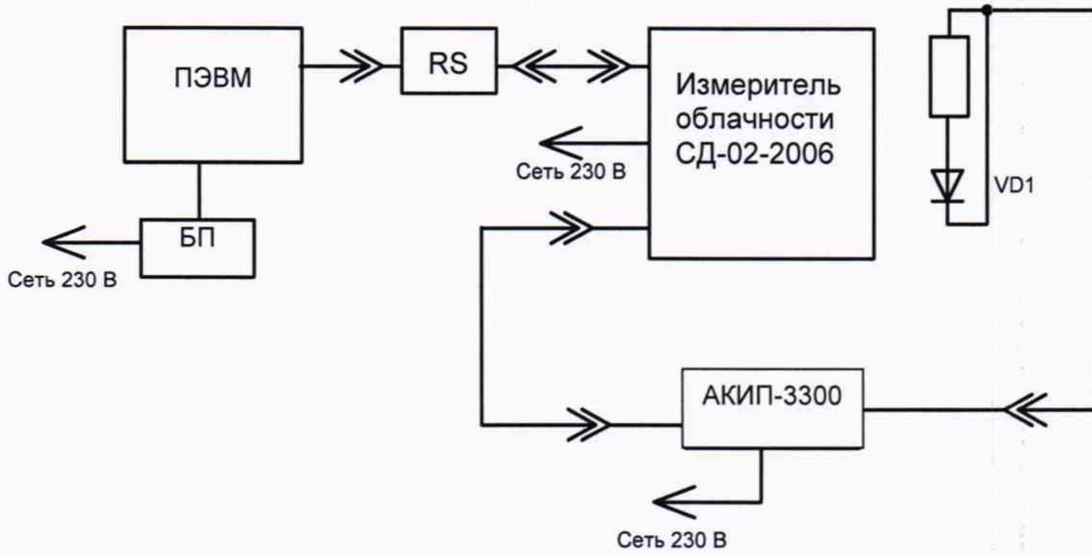 ПЭВМ
RS
Измеритель
облачности
СД-02-2006
Сеть 230 В
VD1
БП
Сеть 230 В
АКИП-3300
Сеть 230 В